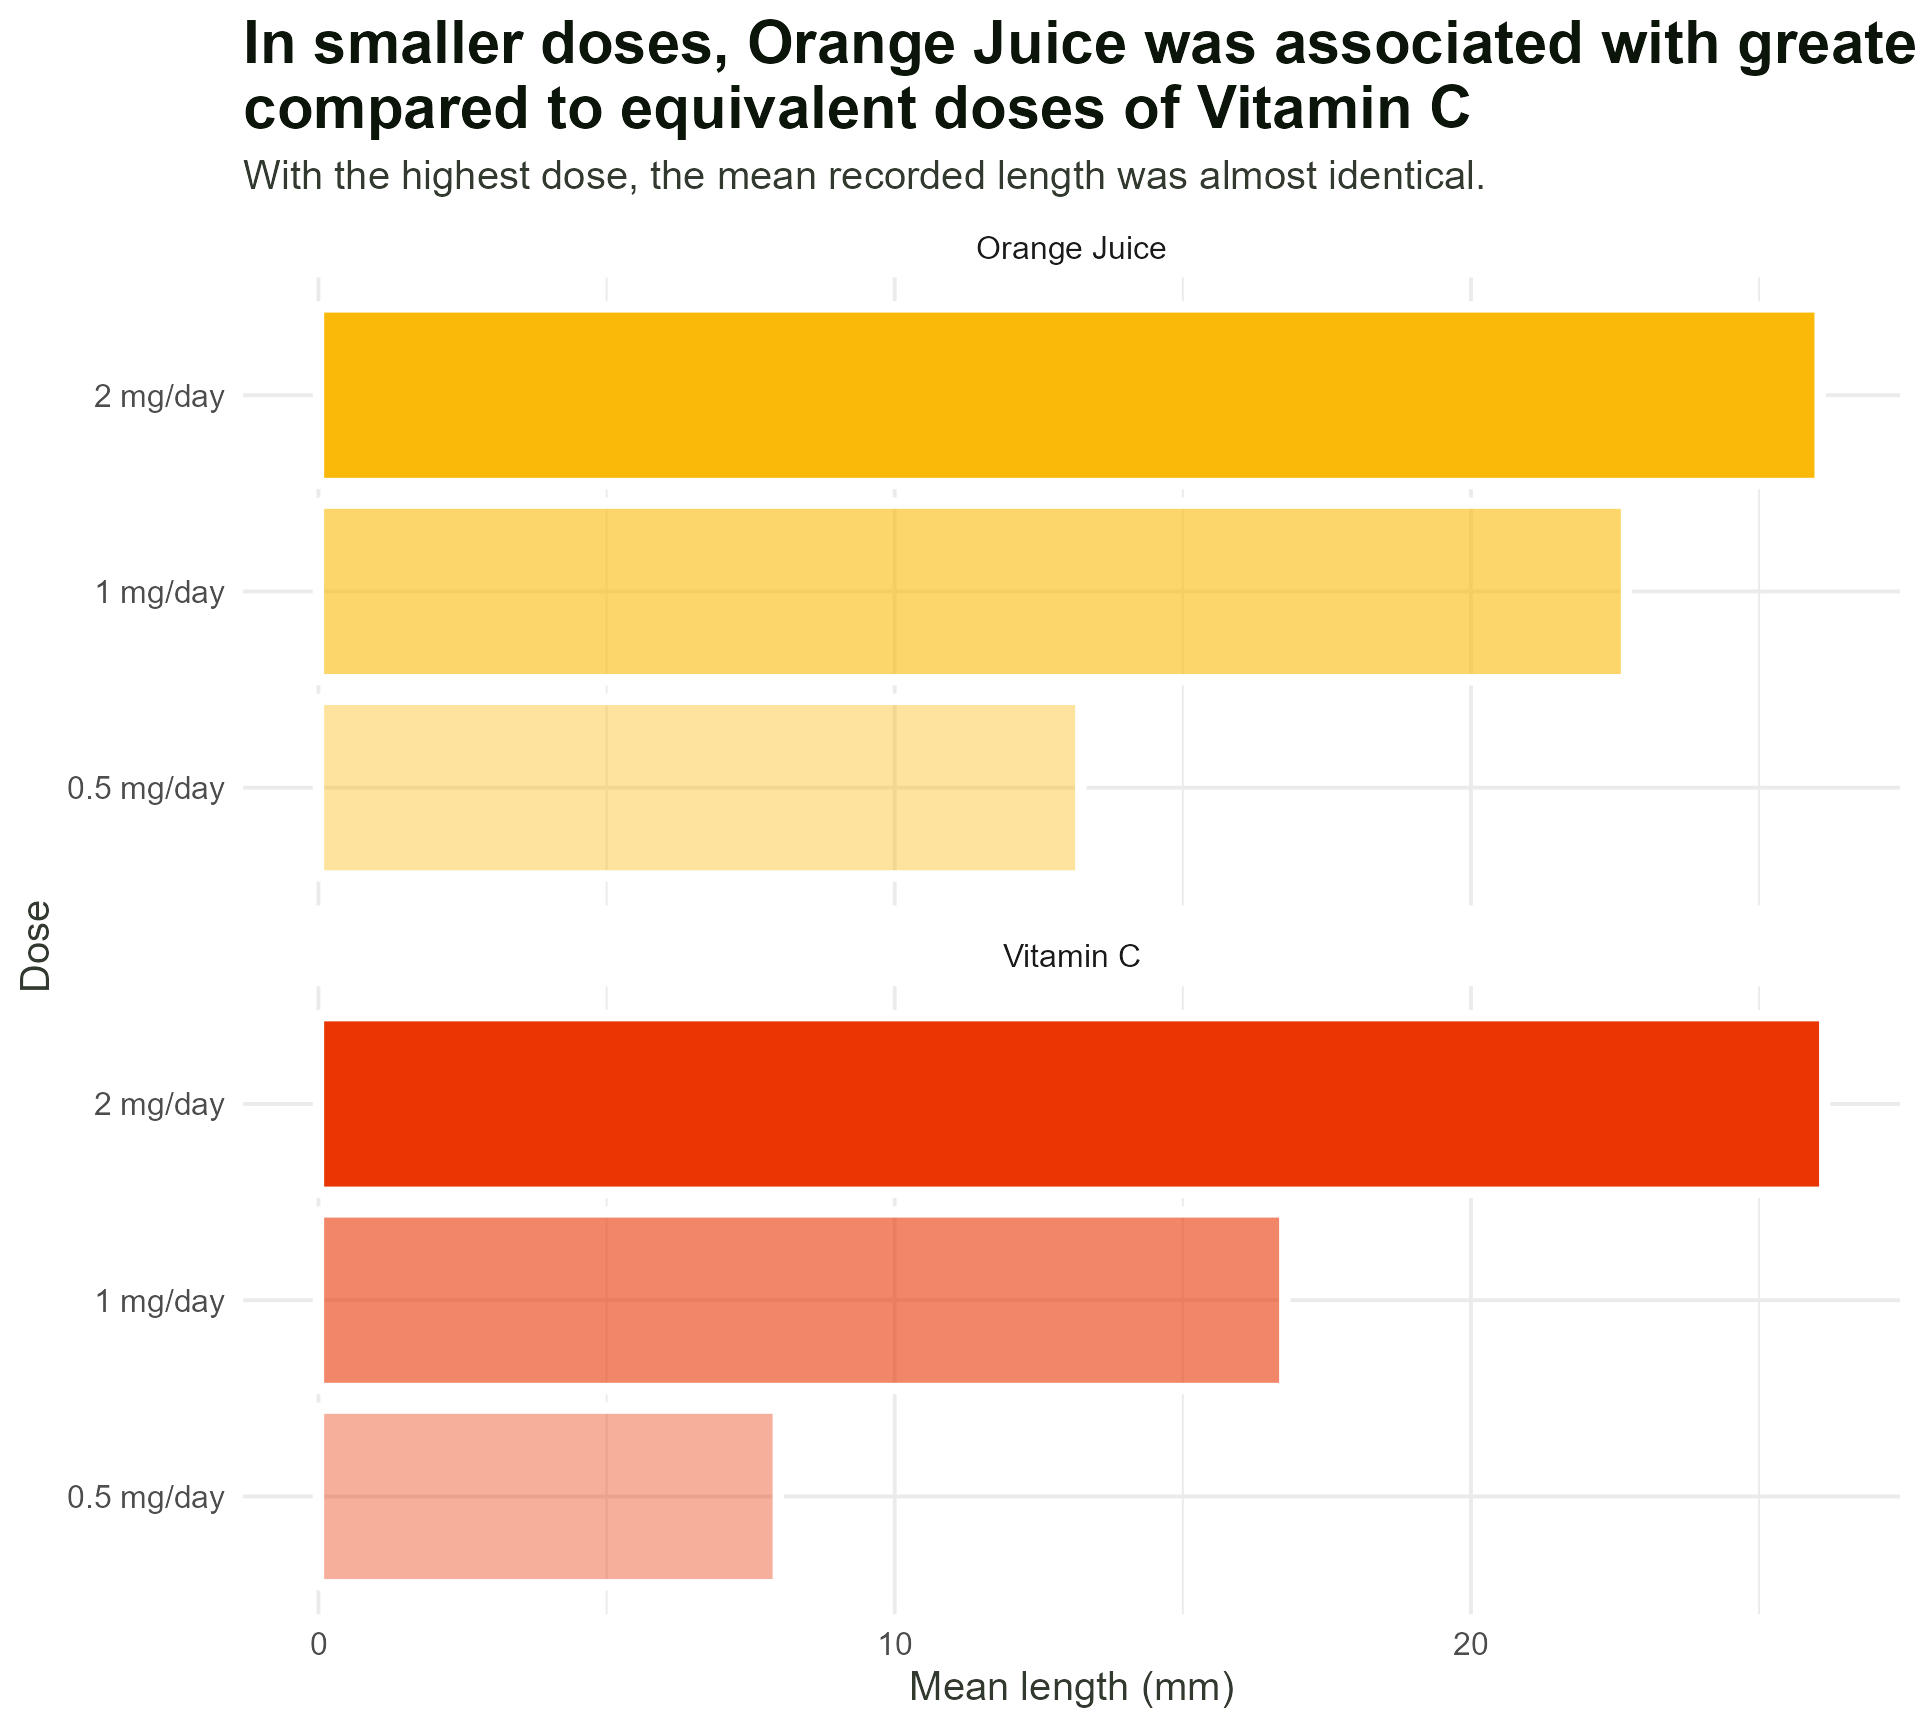 In smaller doses, Orange Juice was associated with greate
compared to equivalent doses of Vitamin C
With the highest dose, the mean recorded length was almost identical.
Orange Juice
2 mg/day
1 mg/day
0.5 mg/day
Dose
Vitamin C
2 mg/day
1 mg/day
0.5 mg/day
0 10 20
Mean length (mm)